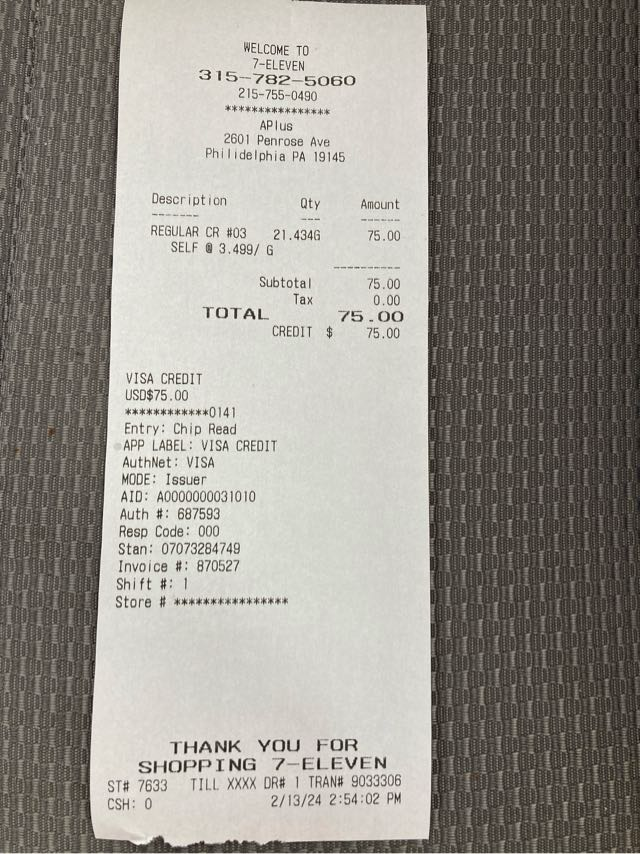 WELCOME TO
7-ELEVEN
315-782-5060
215-755-0490
****************
APlus
2601 Penrose Ave
Philidelphia PA 19145
Description Qty Amount
------- --- ------
REGULAR CR #03 21.434G 75.00
SELF @ 3.499/ G
----------
Subtotal 75.00
Tax 0.00
TOTAL 75.00
CREDIT $ 75.00
VISA CREDIT
USD$75.00
************0141
Entry: Chip Read
APP LABEL: VISA CREDIT
AuthNet: VISA
MODE: Issuer
AID: A0000000031010
Auth #: 687593
Resp Code: 000
Stan: 07073284749
Invoice #: 870527
Shift #: 1
Store # ****************
THANK YOU FOR
SHOPPING 7-ELEVEN
ST# 7633 TILL XXXX DR# 1 TRAN# 9033306
CSH: 0 2/13/24 2:54:02 PM